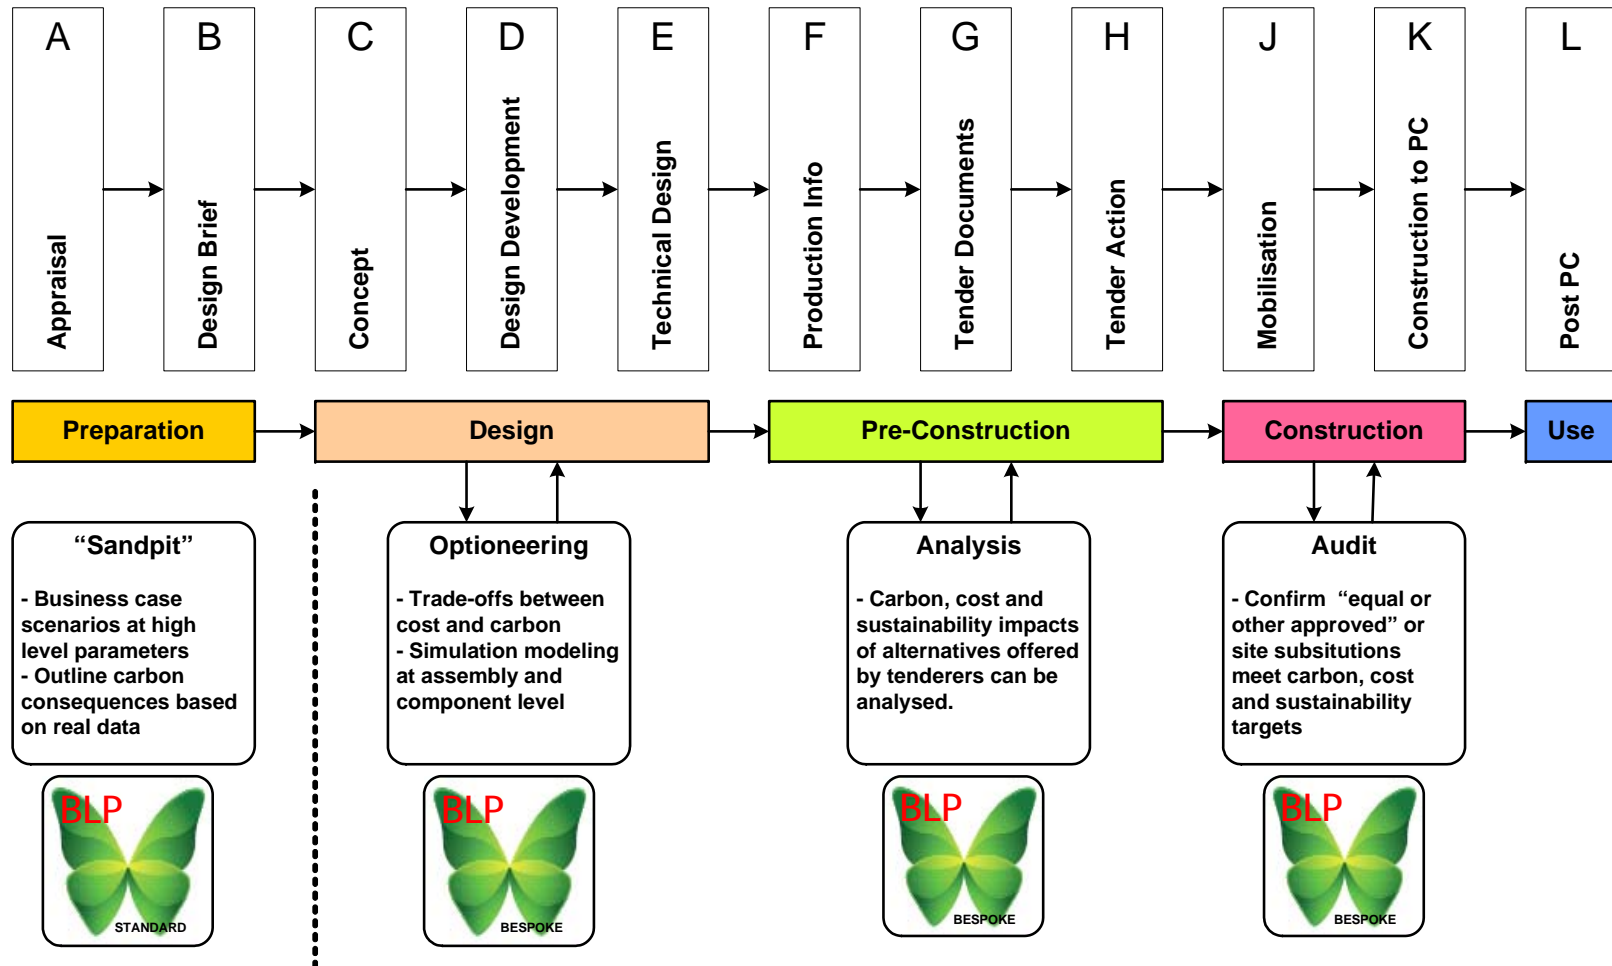 A
B
C
D
E
F
G
H
J
K
L
Appraisal
Design Brief
Concept
Design Development
Technical Design
Production Info
Tender Documents
Tender Action
Mobilisation
Construction to PC
Post PC
Preparation
Design
Pre-Construction
Construction
Use
“Sandpit”
- Business case
scenarios at high
level parameters
- Outline carbon
consequences based
on real data
Optioneering
- Trade-offs between
cost and carbon
- Simulation modeling
at assembly and
component level
Analysis
- Carbon, cost and
sustainability impacts
of alternatives offered
by tenderers can be
analysed.
Audit
- Confirm “equal or
other approved” or
site subsitutions
meet carbon, cost
and sustainability
targets
BLP
STANDARD
BLP
BESPOKE
BLP
BESPOKE
BLP
BESPOKE